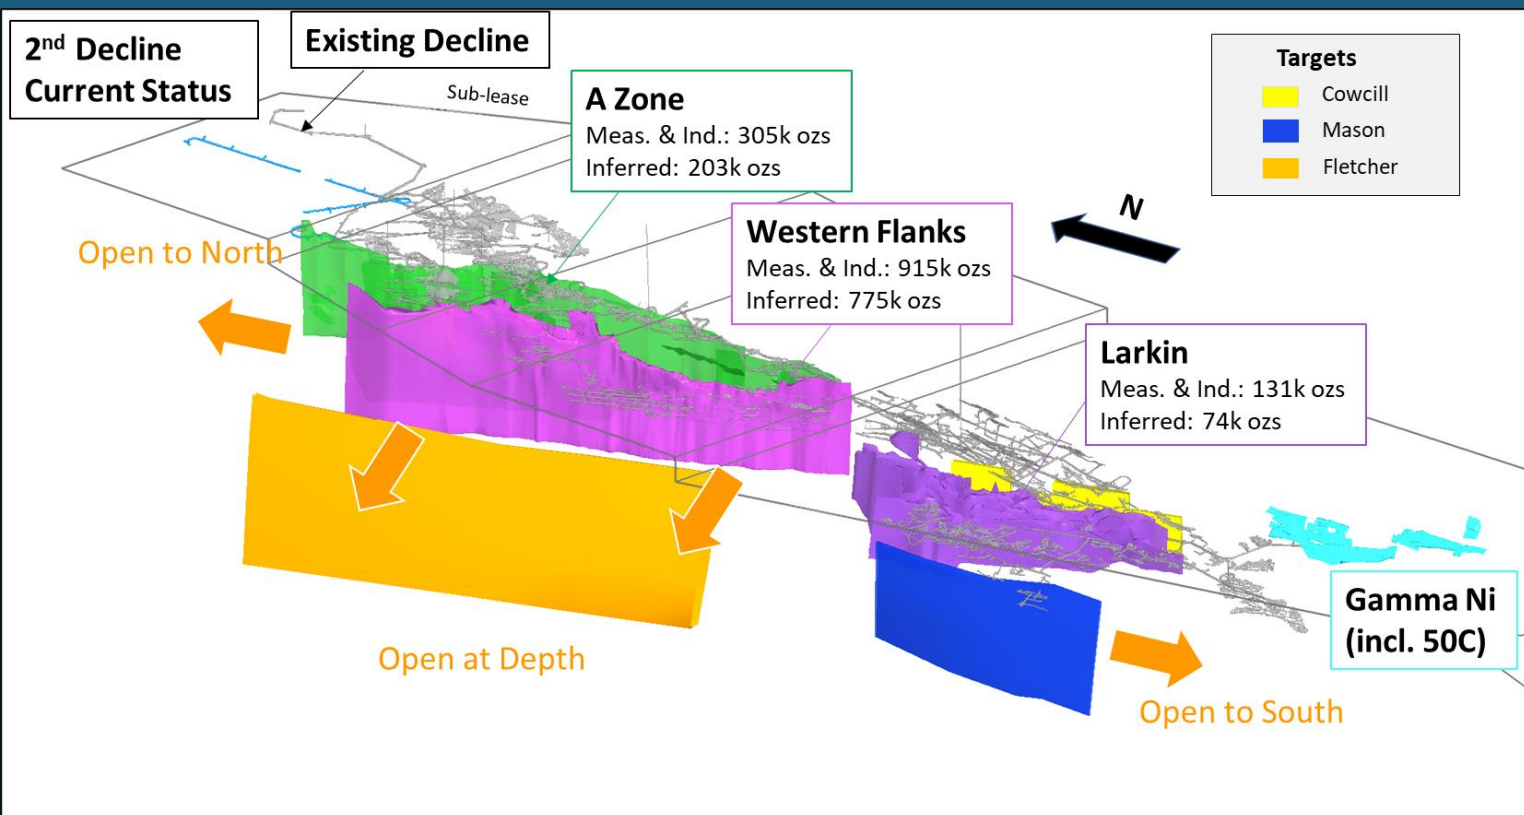 2nd Decline
Current Status
Existing Decline
Sub-lease
A Zone
Meas. & Ind.: 305k ozs
Inferred: 203k ozs
Targets
Cowcill
Mason
Fletcher
N
Western Flanks
Meas. & Ind.: 915k ozs
Inferred: 775k ozs
Open to North
Larkin
Meas. & Ind.: 131k ozs
Inferred: 74k ozs
Gamma Ni
(incl. 50C)
Open at Depth
Open to South